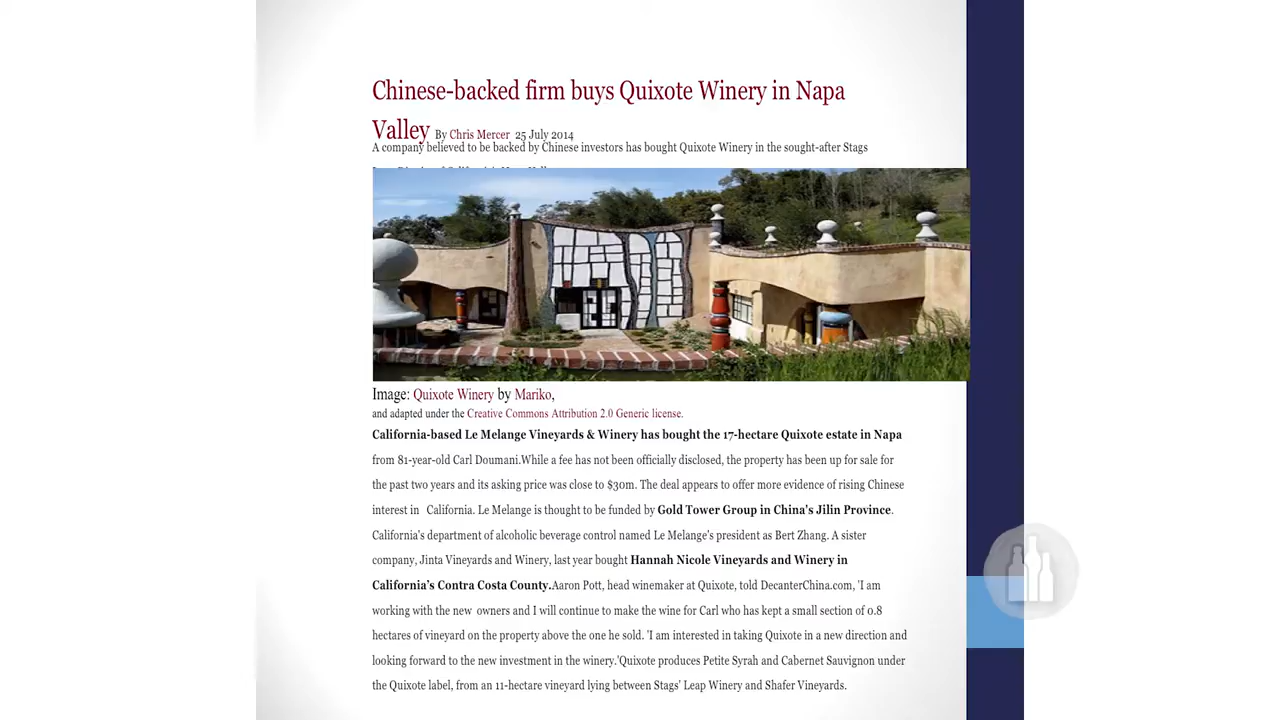 Chinese-backed firm buys Quixote Winery in Napa
Valley By Chris Mercer 25 July 2014
A company believed to be backed by Chinese investors has bought Quixote Winery in the sought-after Stags
Image: Quixote Winery by Mariko,
and adapted under the Creative Commons Attribution 2.0 Generic license.
California-based Le Melange Vineyards & Winery has bought the 17-hectare Quixote estate in Napa
from 81-year-old Carl Doumani.While a fee has not been officially disclosed, the property has been up for sale for
the past two years and its asking price was close to $30m. The deal appears to offer more evidence of rising Chinese
interest in California. Le Melange is thought to be funded by Gold Tower Group in China's Jilin Province.
California's department of alcoholic beverage control named Le Melange's president as Bert Zhang. A sister
company, Jinta Vineyards and Winery, last year bought Hannah Nicole Vineyards and Winery in
California's Contra Costa County.Aaron Pott, head winemaker at Quixote, told DecanterChina.com, 'I am
working with the new owners and I will continue to make the wine for Carl who has kept a small section of 0.8
hectares of vineyard on the property above the one he sold. 'I am interested in taking Quixote in a new direction and
looking forward to the new investment in the winery.'Quixote produces Petite Syrah and Cabernet Sauvignon under
the Quixote label, from an 11-hectare vineyard lying between Stags' Leap Winery and Shafer Vineyards.